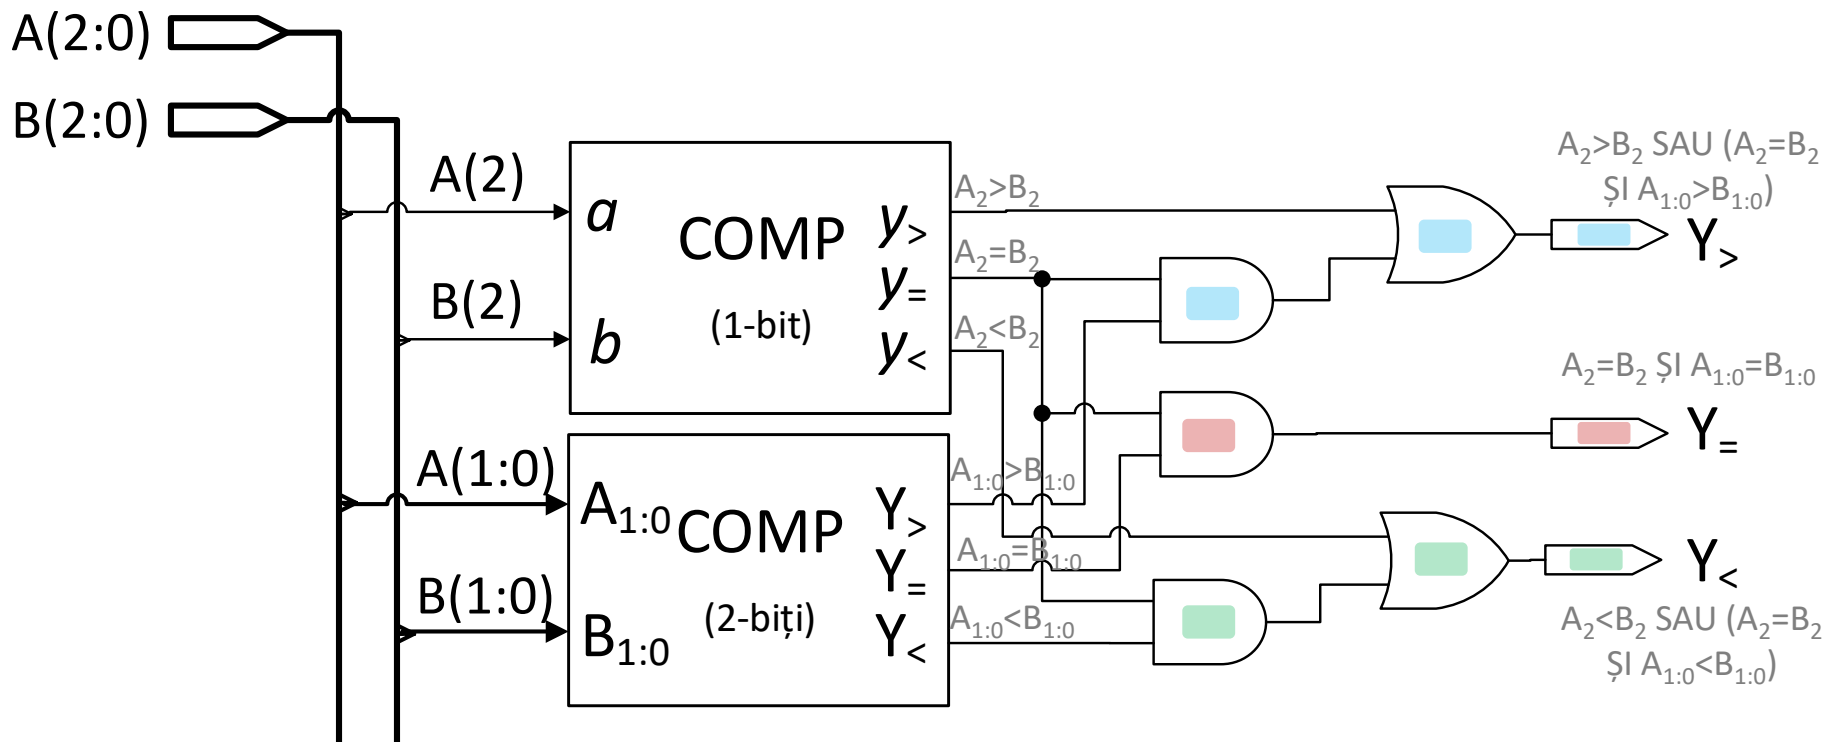 A(2:0)
B(2:0)
A(2)
B(2)
a
b
COMP
(1-bit)
y>
y=
y<
A2>B2
A2=B2
A2<B2
A2>B2 SAU (A2=B2
ȘI A1:0>B1:0)
Y>
A2=B2 ȘI A1:0=B1:0
Y=
A(1:0)
B(1:0)
A1:0
B1:0
COMP
(2-biți)
Y>
Y=
Y<
A1:0>B1:0
A1:0=B1:0
A1:0<B1:0
Y<
A2<B2 SAU (A2=B2
ȘI A1:0<B1:0)